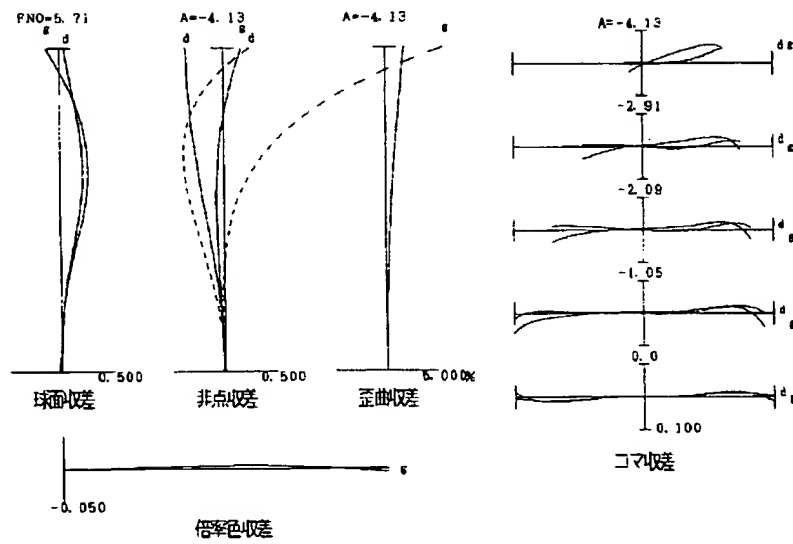 FNO=5.71
g d
0.500
球面収差
A=-4.13
d g d
0.500
非点収差
A=-4.13
g
5.000%
歪曲収差
-0.050
g
倍率色収差
A=-4.13
d g
-2.91
d g
-2.09
d g
-1.05
d g
0.0
d
0.100
コマ収差